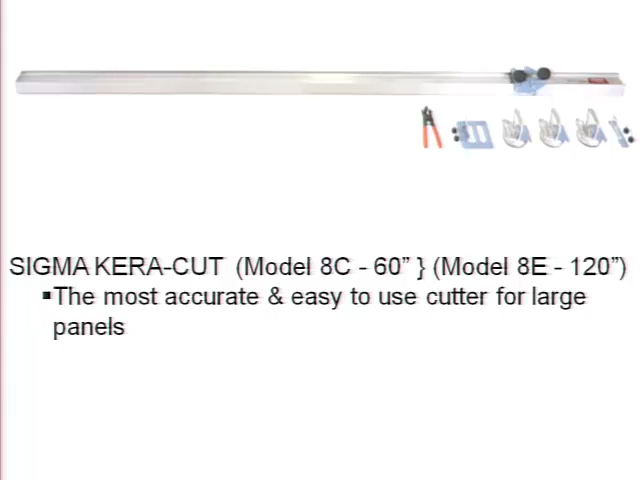 SIGMA KERA-CUT (Model 8C - 60” } (Model 8E - 120”)
▪The most accurate & easy to use cutter for large
panels